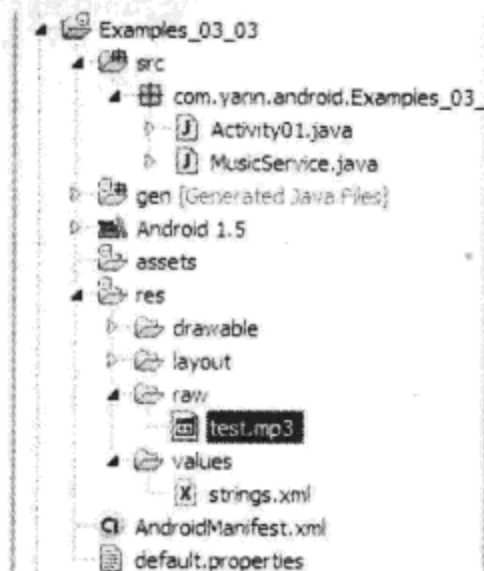 Examples_03_03
src
com.yann.android.Examples_03_
Activity01.java
MusicService.java
gen [Generated Java Files]
Android 1.5
assets
res
drawable
layout
raw
test.mp3
values
strings.xml
AndroidManifest.xml
default.properties